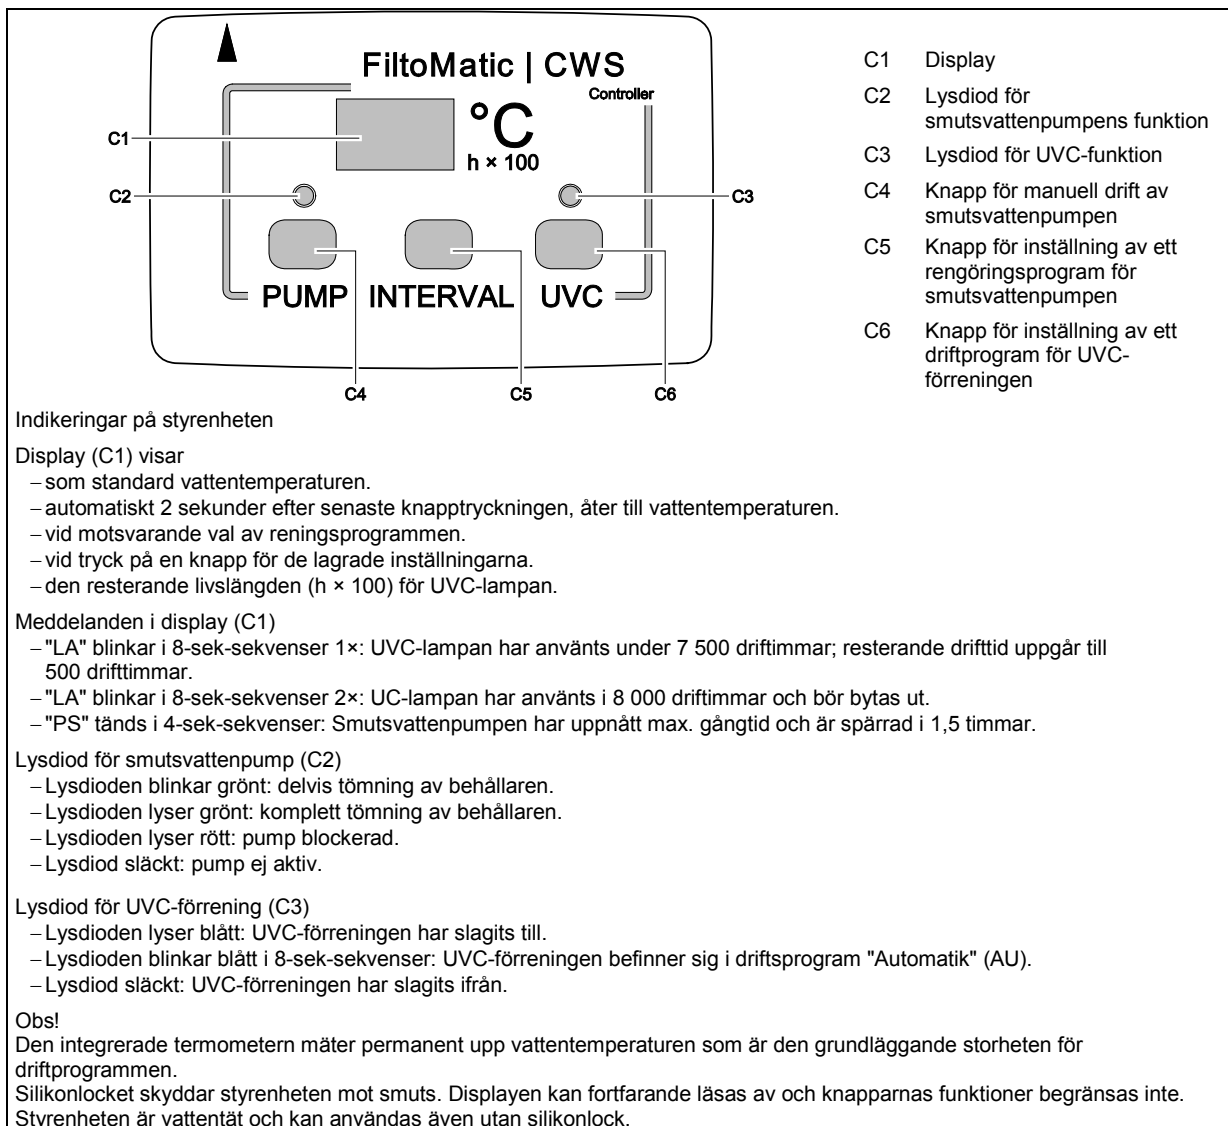 FiltoMatic | CWS
Controller
°C
h × 100
C1
C2
C3
PUMP INTERVAL UVC
C4 C5 C6
C1 Display
C2 Lysdiod för
smutsvattenpumpens funktion
C3 Lysdiod för UVC-funktion
C4 Knapp för manuell drift av
smutsvattenpumpen
C5 Knapp för inställning av ett
rengöringsprogram för
smutsvattenpumpen
C6 Knapp för inställning av ett
driftprogram för UVC-
förreningen
Indikeringar på styrenheten
Display (C1) visar
– som standard vattentemperaturen.
– automatiskt 2 sekunder efter senaste knapptryckningen, åter till vattentemperaturen.
– vid motsvarande val av reningsprogrammen.
– vid tryck på en knapp för de lagrade inställningarna.
– den resterande livslängden (h × 100) för UVC-lampan.
Meddelanden i display (C1)
– "LA" blinkar i 8-sek-sekvenser 1×: UVC-lampan har använts under 7 500 driftimmar; resterande drifttid uppgår till
500 drifttimmar.
– "LA" blinkar i 8-sek-sekvenser 2×: UC-lampan har använts i 8 000 driftimmar och bör bytas ut.
– "PS" tänds i 4-sek-sekvenser: Smutsvattenpumpen har uppnått max. gångtid och är spärrad i 1,5 timmar.
Lysdiod för smutsvattenpump (C2)
– Lysdioden blinkar grönt: delvis tömning av behållaren.
– Lysdioden lyser grönt: komplett tömning av behållaren.
– Lysdioden lyser rött: pump blockerad.
– Lysdiod släckt: pump ej aktiv.
Lysdiod för UVC-förrening (C3)
– Lysdioden lyser blått: UVC-förreningen har slagits till.
– Lysdioden blinkar blått i 8-sek-sekvenser: UVC-förreningen befinner sig i driftsprogram "Automatik" (AU).
– Lysdiod släckt: UVC-förreningen har slagits ifrån.
Obs!
Den integrerade termometern mäter permanent upp vattentemperaturen som är den grundläggande storheten för
driftprogrammen.
Silikonlocket skyddar styrenheten mot smuts. Displayen kan fortfarande läsas av och knapparnas funktioner begränsas inte.
Styrenheten är vattentät och kan användas även utan silikonlock.